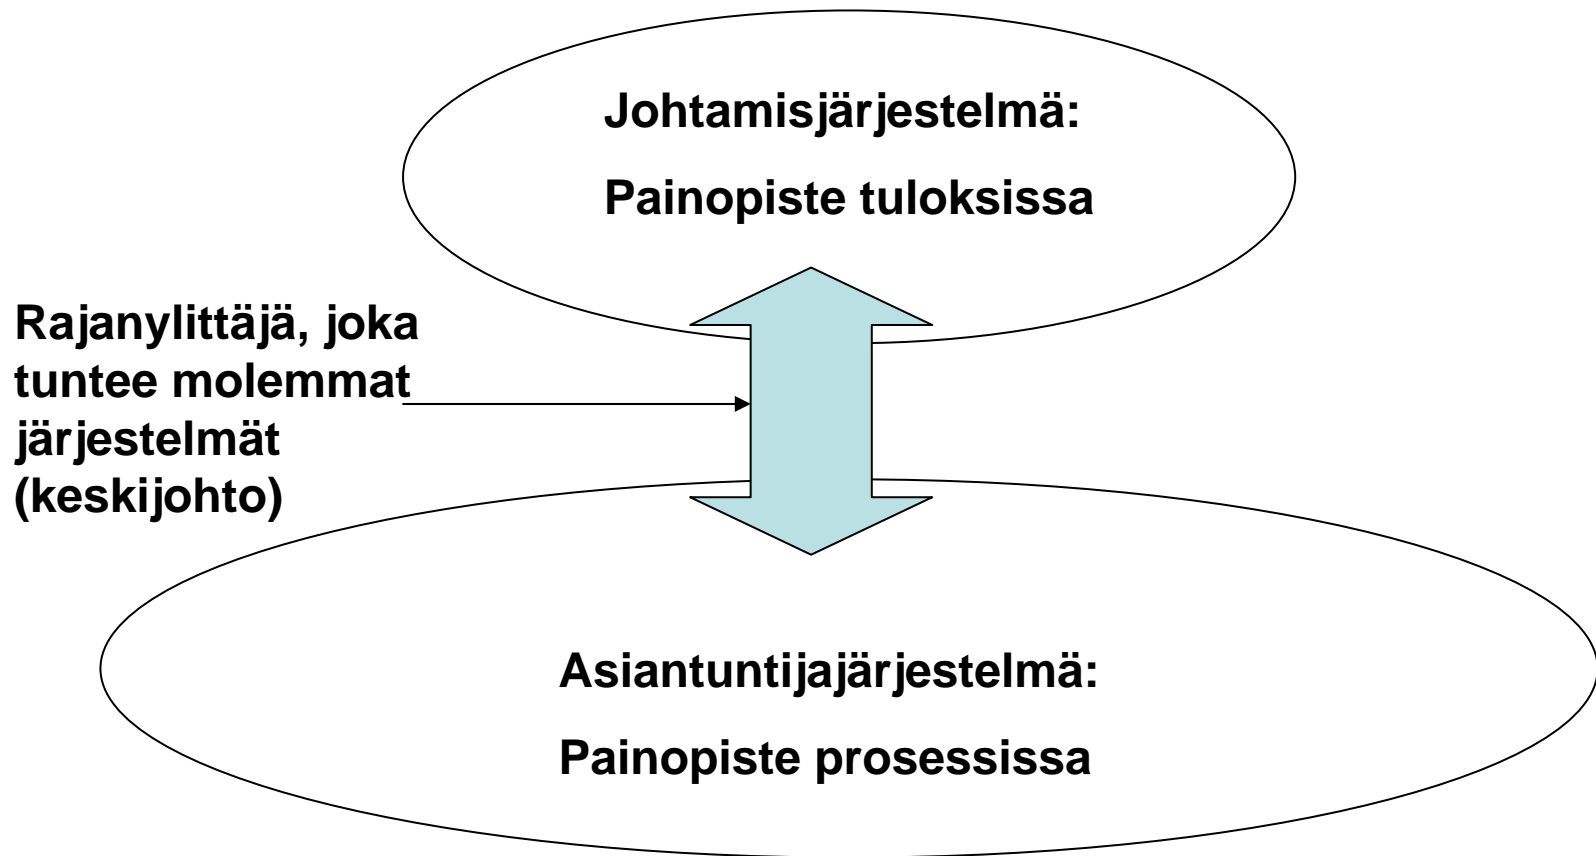 Johtamisjärjestelmä:
Painopiste tuloksissa
Rajanylittäjä, joka
tuntee molemmat
järjestelmät
(keskijohto)
Asiantuntijajärjestelmä:
Painopiste prosessissa